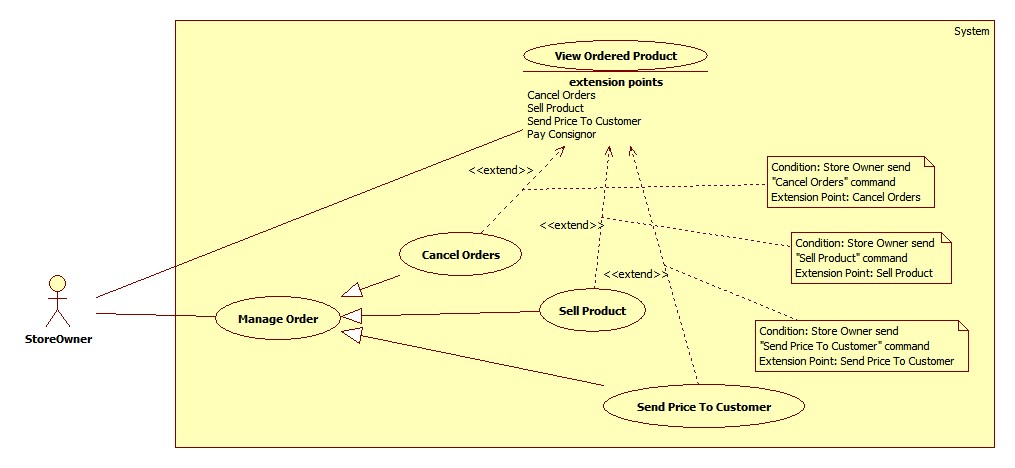 System
View Ordered Product
extension points
Cancel Orders
Sell Product
Send Price To Customer
Pay Consignor
<<extend>>
Condition: Store Owner send
"Cancel Orders" command
Extension Point: Cancel Orders
<<extend>>
Condition: Store Owner send
"Sell Product" command
Extension Point: Sell Product
Cancel Orders
<<extend>>
StoreOwner
Manage Order
Sell Product
Condition: Store Owner send
"Send Price To Customer" command
Extension Point: Send Price To Customer
Send Price To Customer